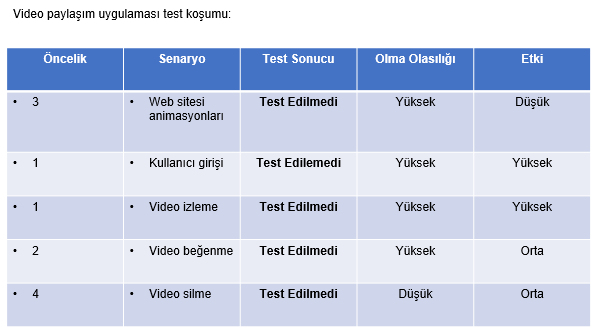 Video paylaşım uygulaması test koşumu:
Öncelik Senaryo Test Sonucu Olma Olasılığı Etki
• 3 • Web sitesi animasyonları Test Edilmedi Yüksek Düşük
• 1 • Kullanıcı girişi Test Edilemedi Yüksek Yüksek
• 1 • Video izleme Test Edilmedi Yüksek Yüksek
• 2 • Video beğenme Test Edilmedi Yüksek Orta
• 4 • Video silme Test Edilmedi Düşük Orta